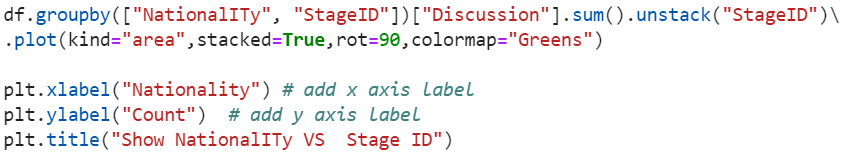 df.groupby(["NationalITy", "StageID"])["Discussion"].sum().unstack("StageID")\
.plot(kind="area",stacked=True,rot=90,colormap="Greens")
plt.xlabel("Nationality") # add x axis label
plt.ylabel("Count")  # add y axis label
plt.title("Show NationalITy VS  Stage ID")